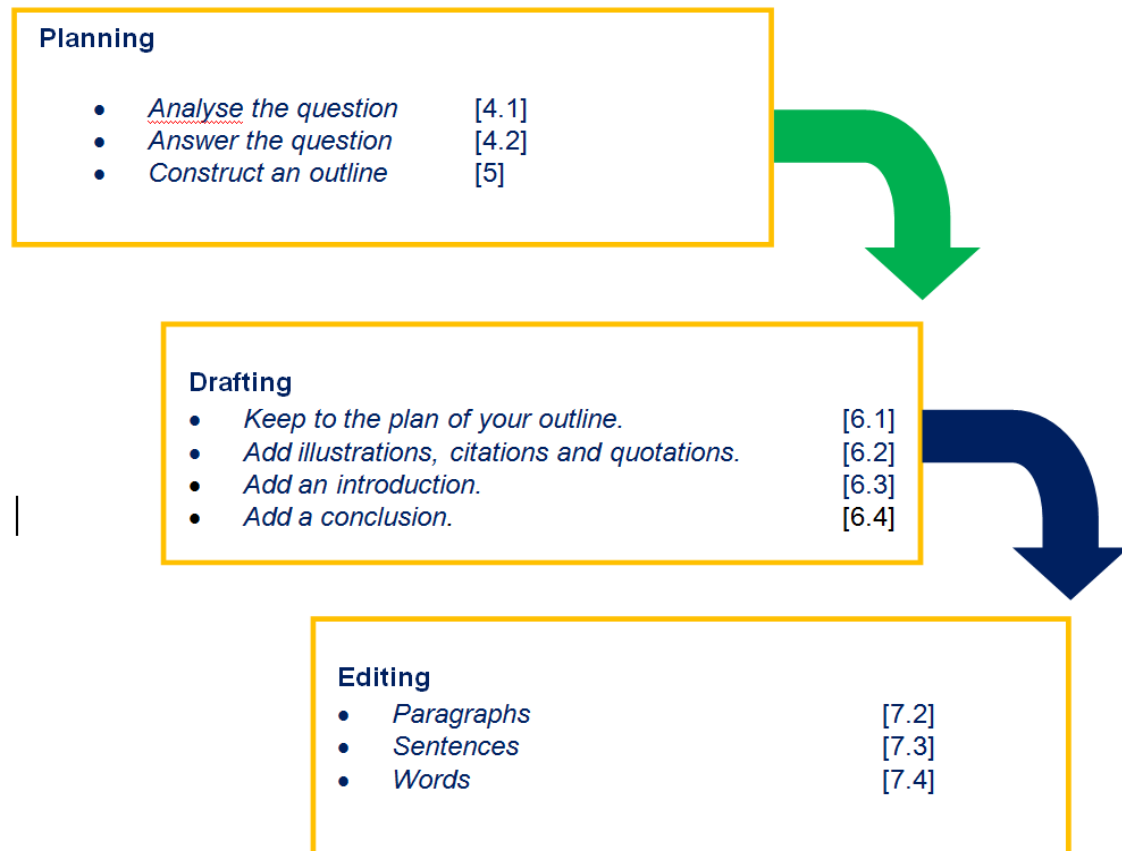 Planning
• Analyse the question [4.1]
• Answer the question [4.2]
• Construct an outline [5]
Drafting
• Keep to the plan of your outline. [6.1]
• Add illustrations, citations and quotations. [6.2]
• Add an introduction. [6.3]
• Add a conclusion. [6.4]
Editing
• Paragraphs [7.2]
• Sentences [7.3]
• Words [7.4]